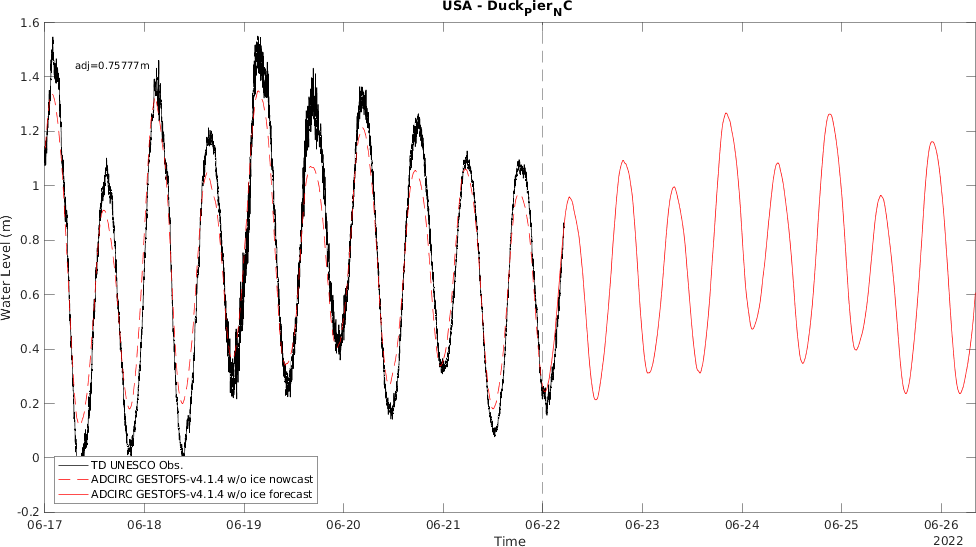 USA - DuckPierNC
adj=0.75777m
1.6
1.4
1.2
1
0.8
0.6
0.4
0.2
0
-0.2
Water Level (m)
TD UNESCO Obs.
ADCIRC GESTOFS-v4.1.4 w/o ice nowcast
ADCIRC GESTOFS-v4.1.4 w/o ice forecast
06-17 06-18 06-19 06-20 06-21 06-22 06-23 06-24 06-25 06-26
Time
2022